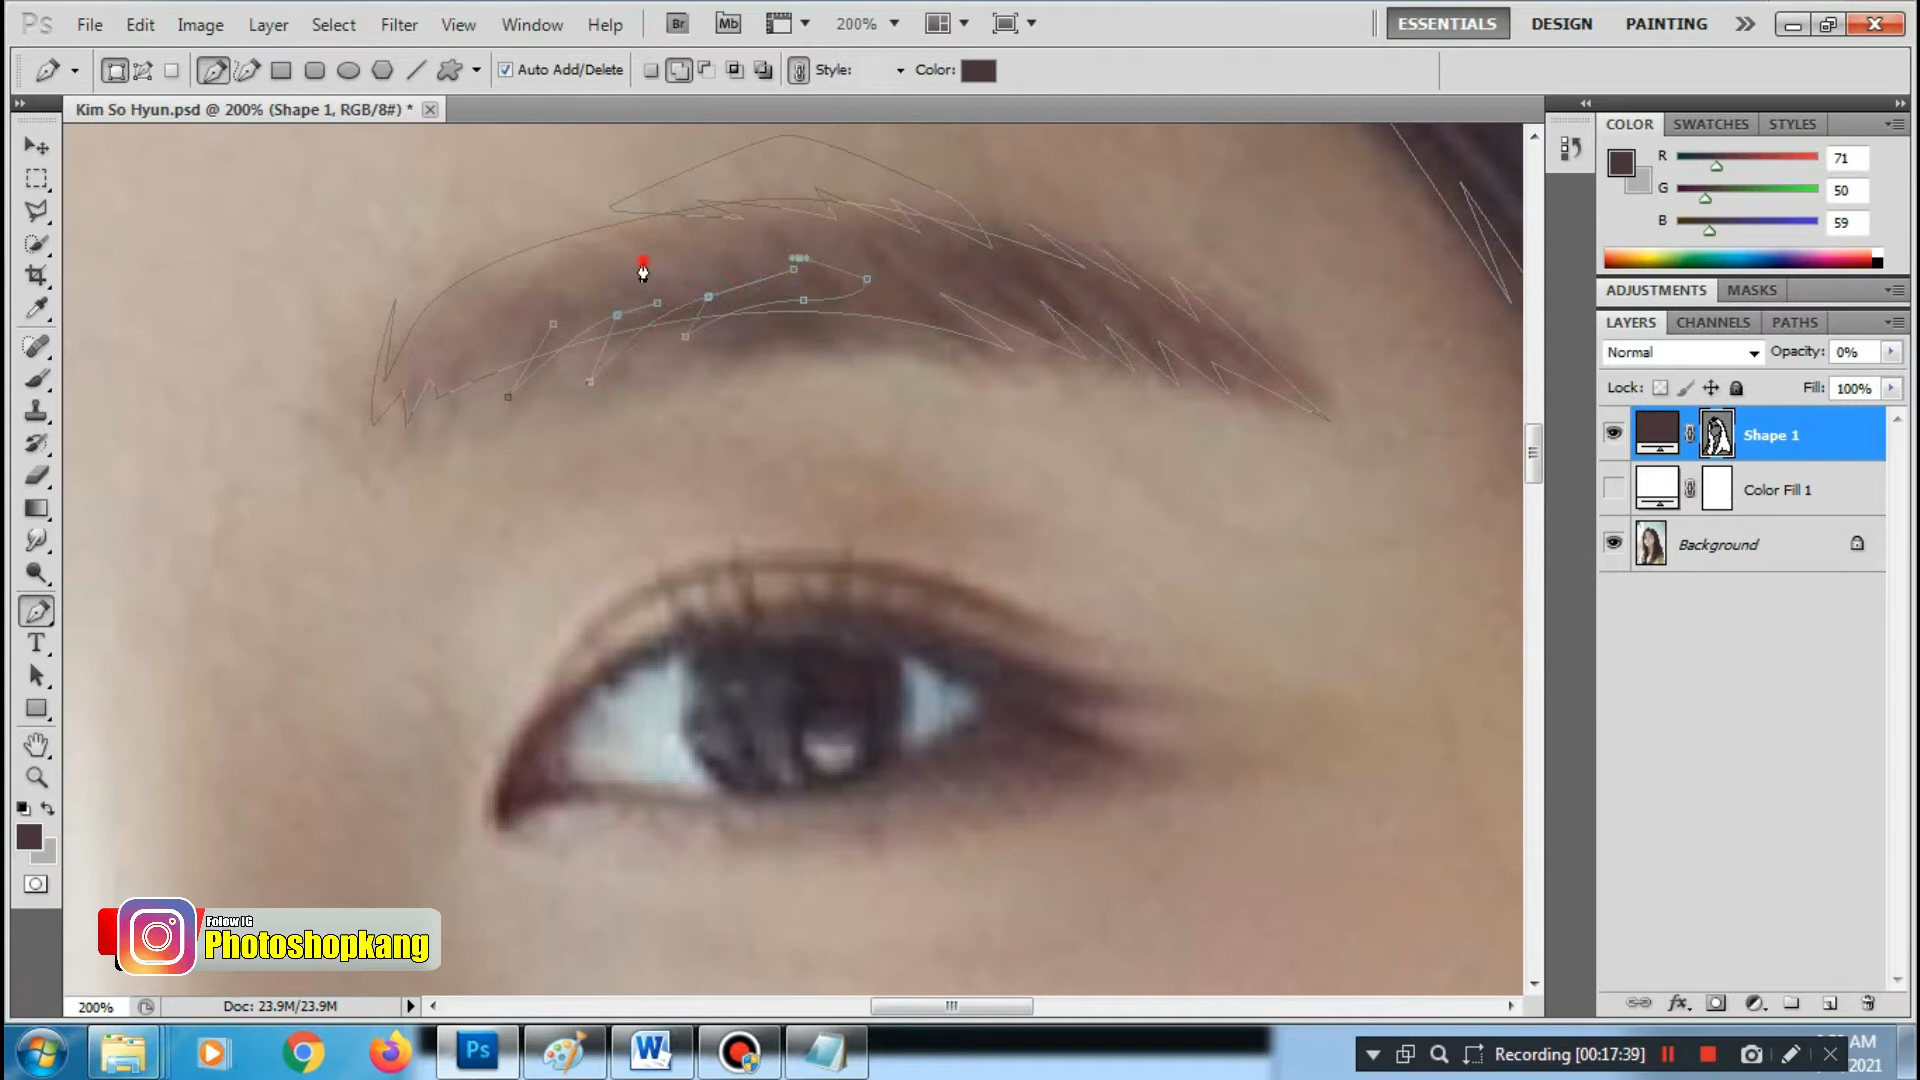 Ps File Edit Image Layer Select Filter View Window Help Br Mb 200% ESSENTIALS DESIGN PAINTING
Auto Add/Delete Style: Color:
Kim So Hyun.psd @ 200% (Shape 1, RGB/8#) *
COLOR SWATCHES STYLES
R 71
G 50
B 59
ADJUSTMENTS MASKS
LAYERS CHANNELS PATHS
Normal Opacity: 0%
Lock: Fill: 100%
Shape 1
Color Fill 1
Background
T
Folow IG
Photoshopkang
200% Doc: 23.9M/23.9M
fx
Ps W Recording [00:17:39] AM
2021